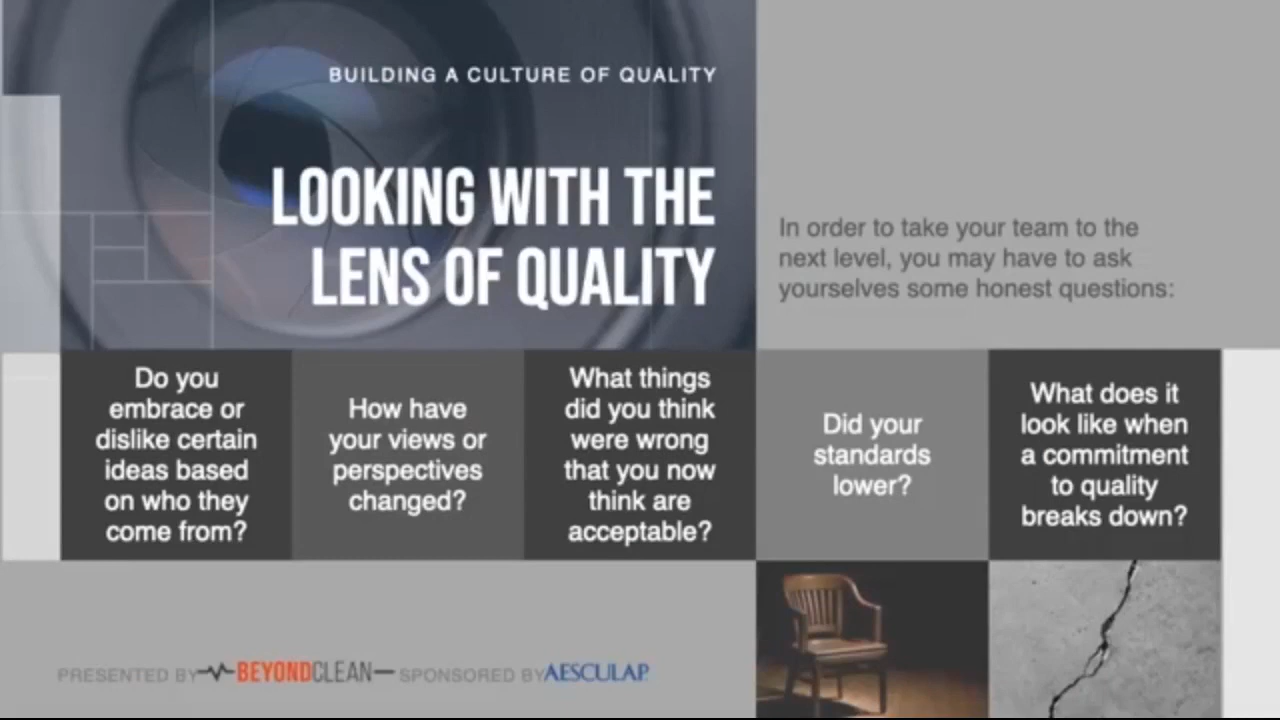 BUILDING A CULTURE OF QUALITY
LOOKING WITH THE
LENS OF QUALITY
In order to take your team to the
next level, you may have to ask
yourselves some honest questions:
Do you
embrace or
dislike certain
ideas based
on who they
come from?
How have
your views or
perspectives
changed?
What things
did you think
were wrong
that you now
think are
acceptable?
Did your
standards
lower?
What does it
look like when
a commitment
to quality
breaks down?
PRESENTED BY BEYONDCLEAN SPONSORED BY AESCULAP